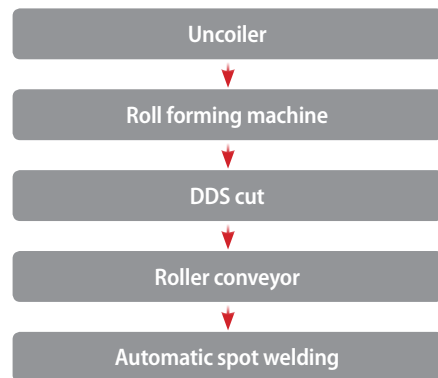 Uncoiler
Roll forming machine
DDS cut
Roller conveyor
Automatic spot welding